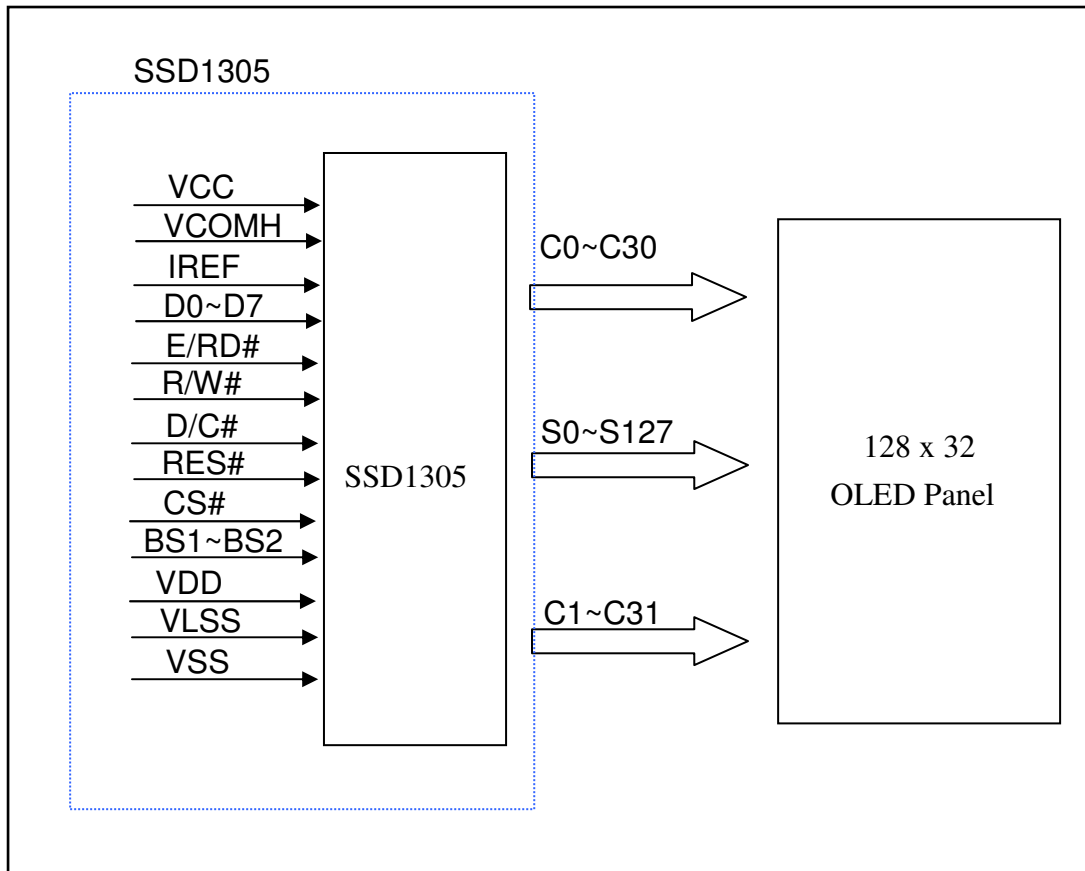 SSD1305
VCC
VCOMH
IREF
D0~D7
E/RD#
R/W#
D/C#
RES#
CS#
BS1~BS2
VDD
VLSS
VSS
SSD1305
C0~C30
S0~S127
C1~C31
128 x 32
OLED Panel